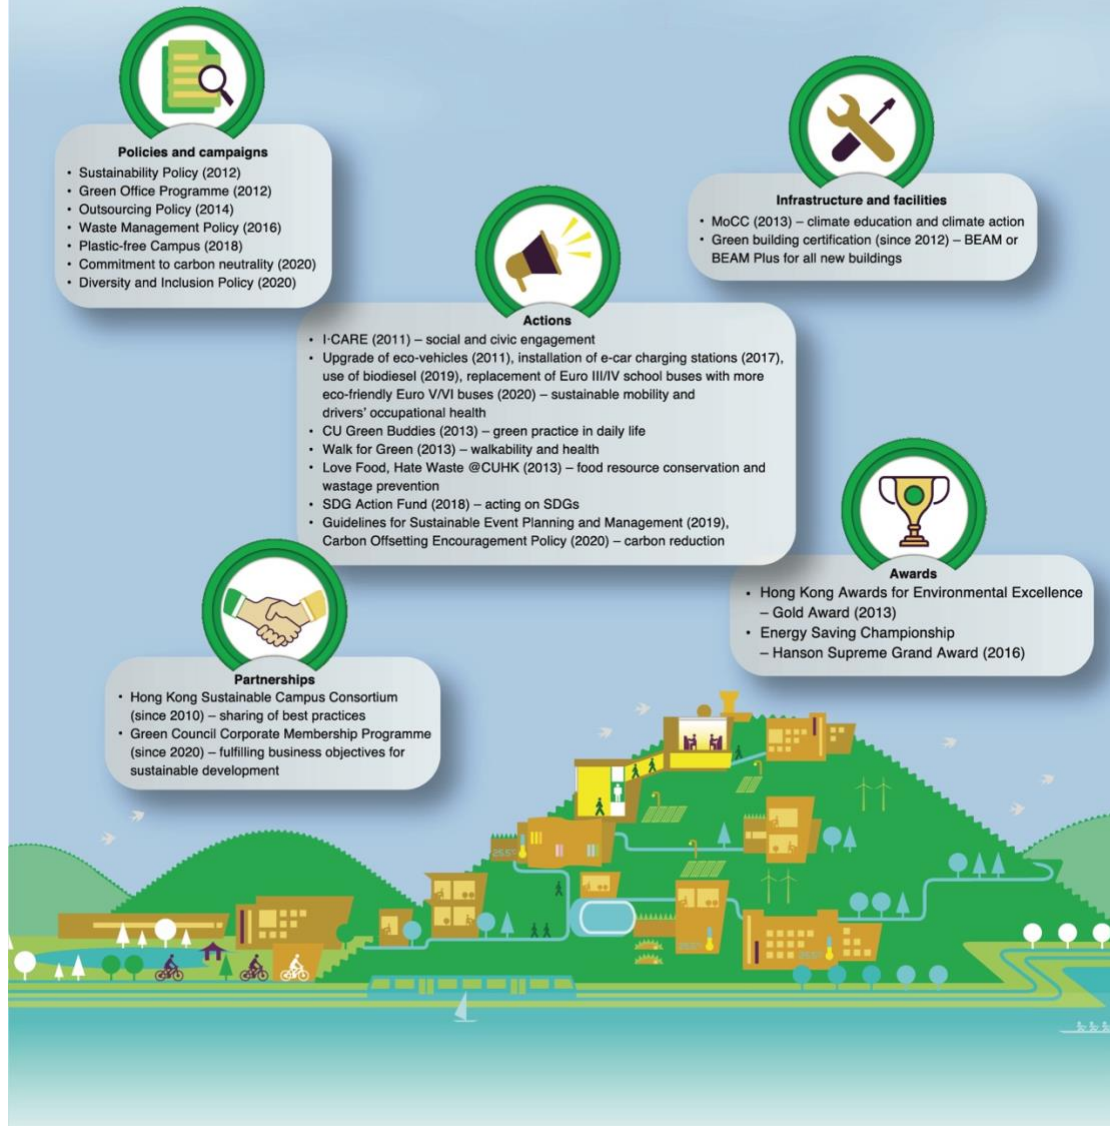 Policies and campaigns
• Sustainability Policy (2012)
• Green Office Programme (2012)
• Outsourcing Policy (2014)
• Waste Management Policy (2016)
• Plastic-free Campus (2018)
• Commitment to carbon neutrality (2020)
• Diversity and Inclusion Policy (2020)
Infrastructure and facilities
• MoCC (2013) – climate education and climate action
• Green building certification (since 2012) – BEAM or
BEAM Plus for all new buildings
Actions
• I·CARE (2011) – social and civic engagement
• Upgrade of eco-vehicles (2011), installation of e-car charging stations (2017),
use of biodiesel (2019), replacement of Euro III/IV school buses with more
eco-friendly Euro V/VI buses (2020) – sustainable mobility and
drivers' occupational health
• CU Green Buddies (2013) – green practice in daily life
• Walk for Green (2013) – walkability and health
• Love Food, Hate Waste @CUHK (2013) – food resource conservation and
wastage prevention
• SDG Action Fund (2018) – acting on SDGs
• Guidelines for Sustainable Event Planning and Management (2019),
Carbon Offsetting Encouragement Policy (2020) – carbon reduction
Awards
• Hong Kong Awards for Environmental Excellence
– Gold Award (2013)
• Energy Saving Championship
– Hanson Supreme Grand Award (2016)
Partnerships
• Hong Kong Sustainable Campus Consortium
(since 2010) – sharing of best practices
• Green Council Corporate Membership Programme
(since 2020) – fulfilling business objectives for
sustainable development
25.5°
25.5°
25.5°